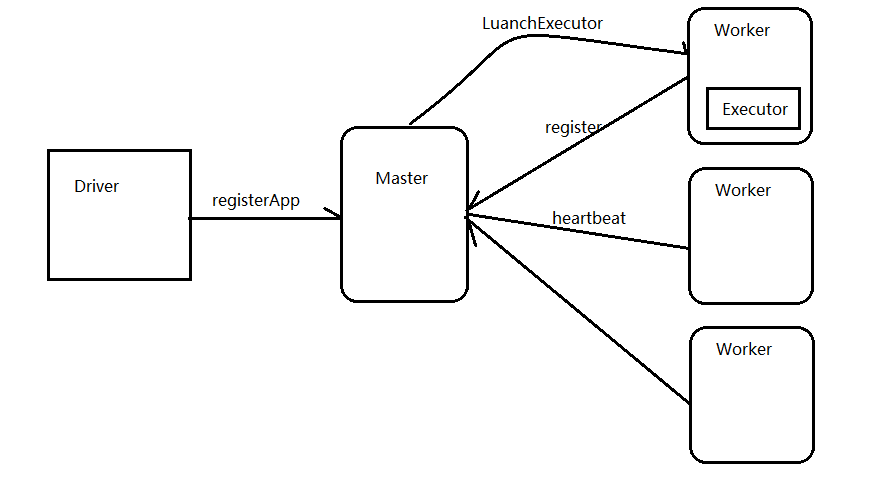 LuanchExecutor
Worker
Executor
register
Driver
registerApp
Master
Worker
heartbeat
Worker